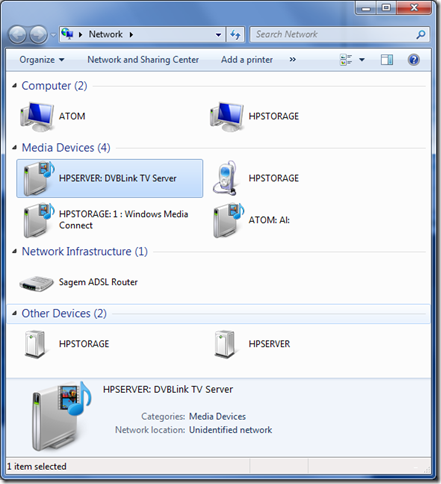 Network
Search Network
Organize
Network and Sharing Center
Add a printer
»
Computer (2)
ATOM
HPSTORAGE
Media Devices (4)
HPSERVER: DVBLink TV Server
HPSTORAGE
HPSTORAGE: 1 : Windows Media
Connect
ATOM: Al:
Network Infrastructure (1)
Sagem ADSL Router
Other Devices (2)
HPSTORAGE
HPSERVER
HPSERVER: DVBLink TV Server
Categories: Media Devices
Network location: Unidentified network
1 item selected